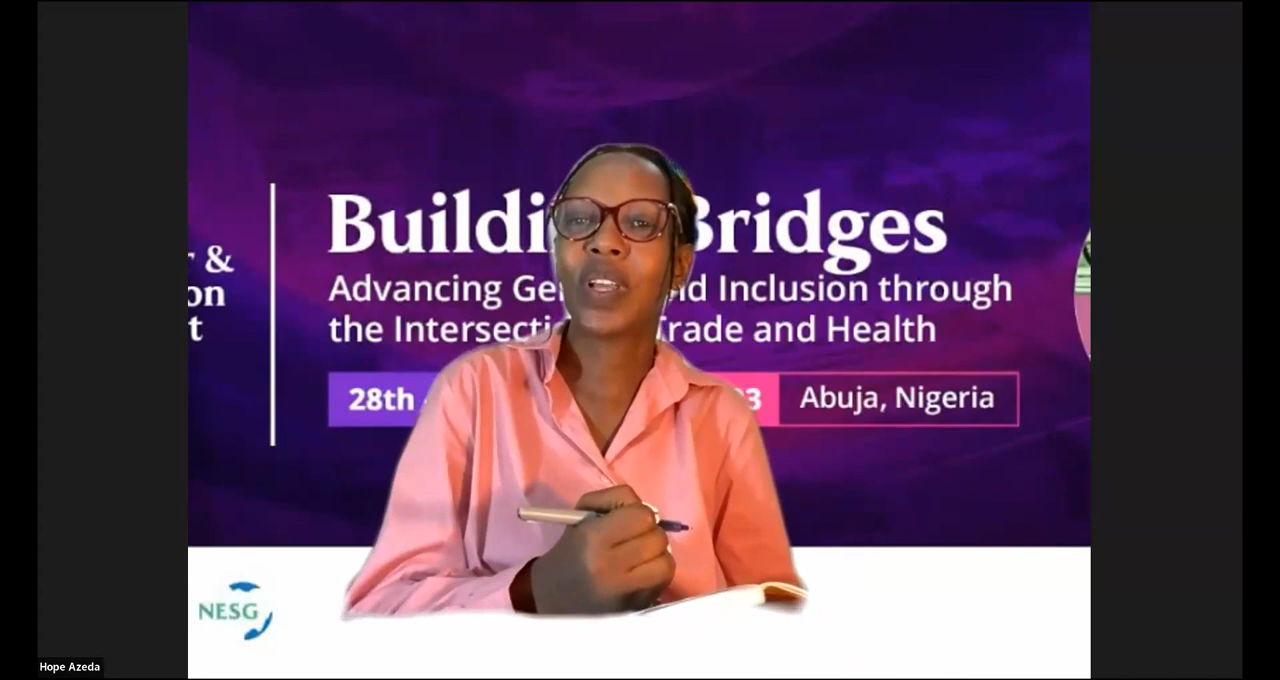 r &
on
t
Buildi Bridges
Advancing Ge nd Inclusion through
the Intersecti Trade and Health
28th 3 Abuja, Nigeria
NESG
Hope Azeda